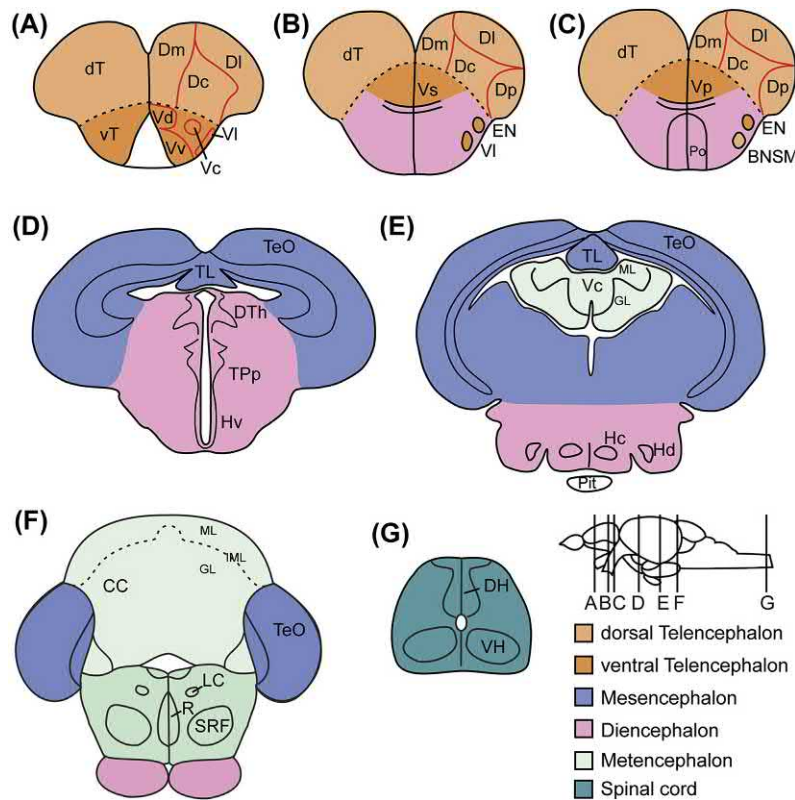 (A)
dT
Dm
Dl
Dc
vT
Vd
Vv
Vl
Vc
(B)
dT
Dm
Dl
Dc
Dp
Vs
EN
Vl
(C)
dT
Dm
Dl
Dc
Dp
Vp
Po
EN
BNSM
(D)
TeO
TL
DTh
TPp
Hv
(E)
TeO
TL
ML
Vc
GL
Hc
Hd
Pit
(F)
ML
IML
GL
CC
TeO
LC
R
SRF
(G)
DH
VH
A B C D E F G
dorsal Telencephalon
ventral Telencephalon
Mesencephalon
Diencephalon
Metencephalon
Spinal cord